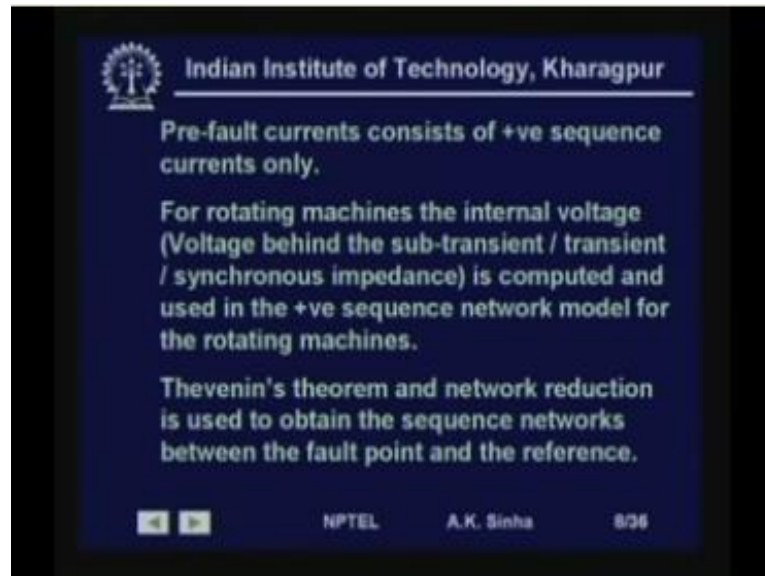 Indian Institute of Technology, Kharagpur
Pre-fault currents consists of +ve sequence
currents only.
For rotating machines the internal voltage
(Voltage behind the sub-transient / transient
/ synchronous impedance) is computed and
used in the +ve sequence network model for
the rotating machines.
Thevenin's theorem and network reduction
is used to obtain the sequence networks
between the fault point and the reference.
NPTEL A.K. Sinha 8/36